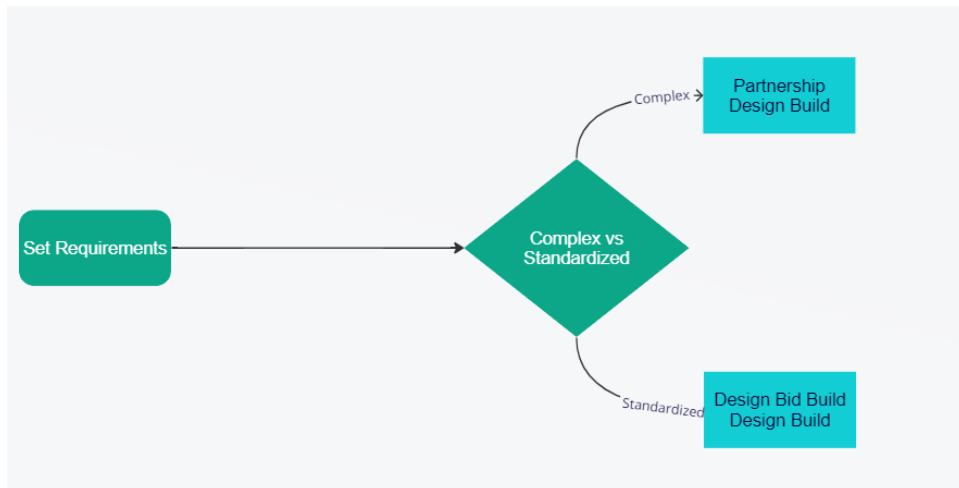 Set Requirements
Complex vs
Standardized
Complex
Partnership
Design Build
Standardized
Design Bid Build
Design Build